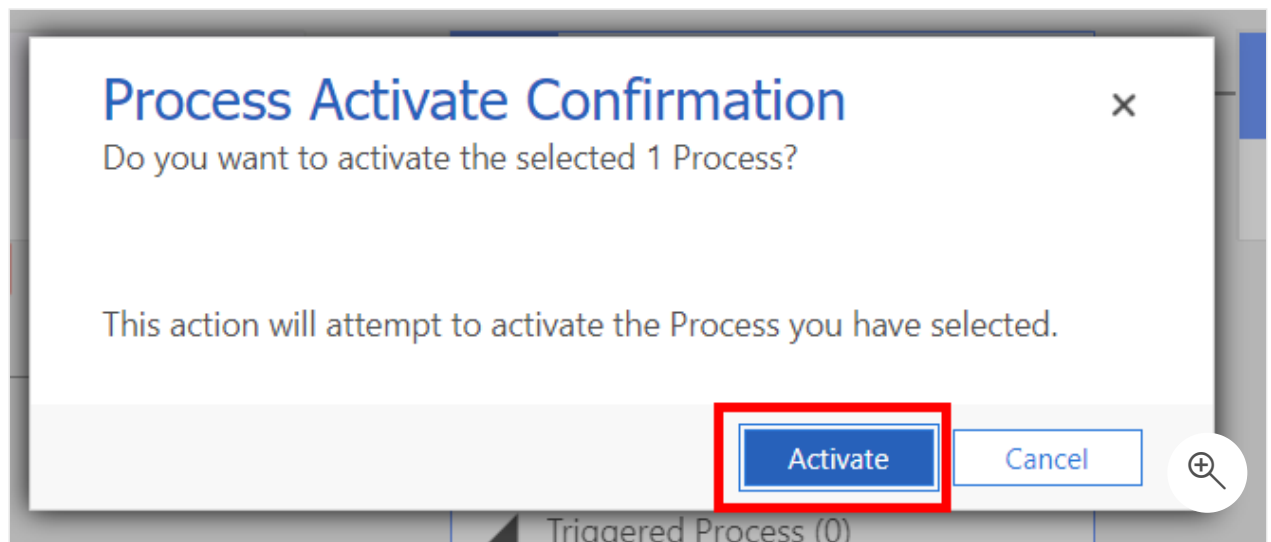 Process Activate Confirmation
Do you want to activate the selected 1 Process?
This action will attempt to activate the Process you have selected.
Activate
Cancel
Triggered Process (0)